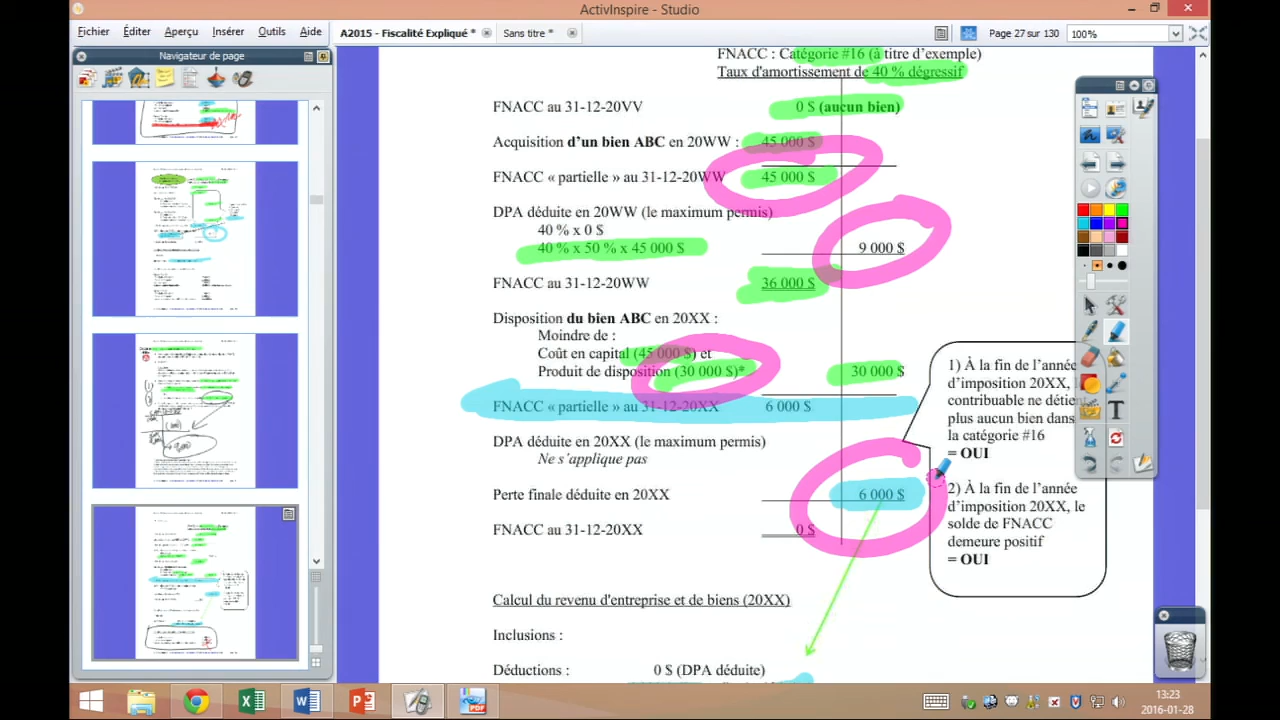 ActivInspire - Studio
Fichier Éditer Aperçu Insérer Outils Aide
A2015 - Fiscalité Expliqué * Sans titre *
Page 27 sur 130 100%
Navigateur de page
FNACC : Catégorie #16 (à titre d'exemple)
Taux d'amortissement de 40 % dégressif
FNACC au 31-12-20VV 0 $ (aucun bien)
Acquisition d'un bien ABC en 20WW : 45 000 $
FNACC « partielle » au 31-12-20WW 45 000 $
DPA déduite en 20WW (le maximum permis)
40 % x 0 $
40 % x 50 % x 45 000 $ 9 000 $
FNACC au 31-12-20WW 36 000 $
Disposition du bien ABC en 20XX :
Moindre de :
Coût en capital (45 000 $) et
Produit de disposition (30 000 $)* 30 000 $
FNACC « partielle » au 31-12-20XX 6 000 $
DPA déduite en 20XX (le maximum permis)
Ne s'applique pas
Perte finale déduite en 20XX 6 000 $
FNACC au 31-12-20XX 0 $
1) À la fin de l'année
d'imposition 20XX,
contribuable ne détient
plus aucun bien dans
la catégorie #16
= OUI
2) À la fin de l'année
d'imposition 20XX, le
solde de FNACC
demeure positif
= OUI
Calcul du revenu d'entreprise et de biens (20XX)
Inclusions :
Déductions : 0 $ (DPA déduite)
13:23
2016-01-28